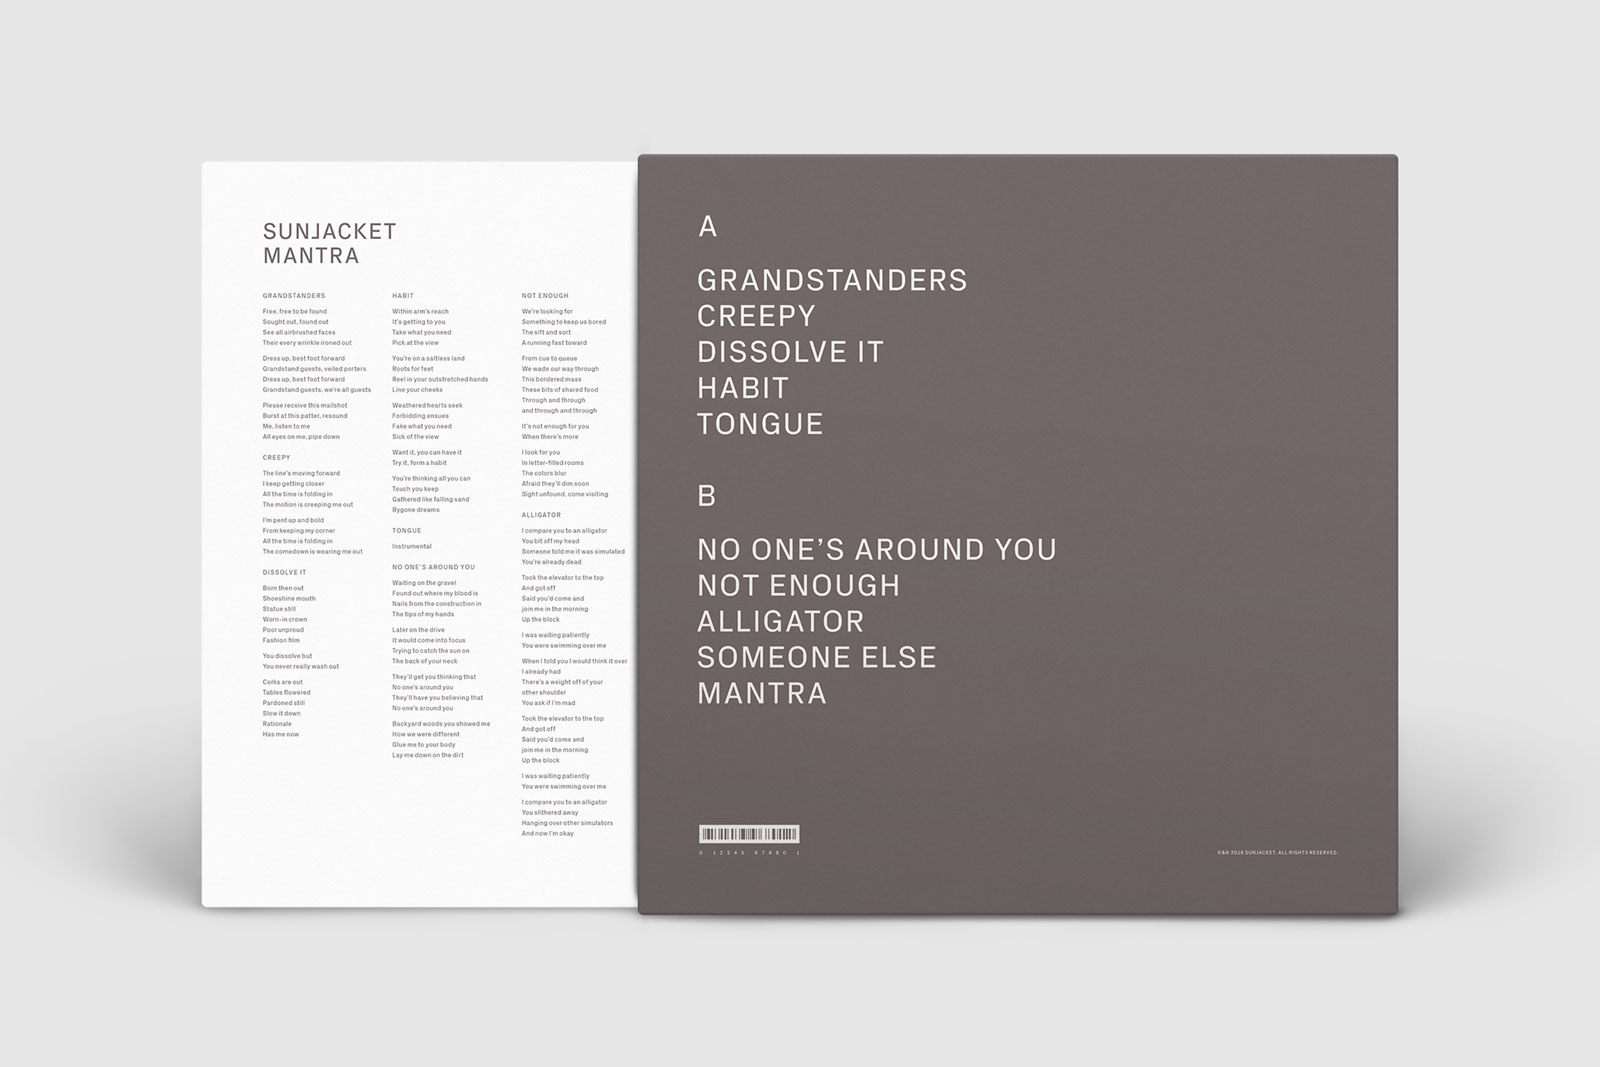 SUNJACKET
MANTRA
GRANDSTANDERS
Free, free to be found
Sought out, found out
See all airbrushed faces
Their every wrinkle ironed out
Dress up, best foot forward
Grandstand guests, veiled porters
Dress up, best foot forward
Grandstand guests, we're all guests
Please receive this mailshot
Burst at this patter, resound
Me, listen to me
All eyes on me, pipe down
CREEPY
The line's moving forward
I keep getting closer
All the time is folding in
The motion is creeping me out
I'm pent up and bold
From keeping my corner
All the time is folding in
The comedown is wearing me out
DISSOLVE IT
Born then out
Shoeshine mouth
Statue still
Worn-in crown
Poor unproud
Fashion film
You dissolve but
You never really wash out
Corks are out
Tables flowered
Pardoned still
Slow it down
Rationale
Has me now
HABIT
Within arm's reach
It's getting to you
Take what you need
Pick at the view
You're on a saltless land
Roots for feet
Reel in your outstretched hands
Line your cheeks
Weathered hearts seek
Forbidding ensues
Fake what you need
Sick of the view
Want it, you can have it
Try it, form a habit
You're thinking all you can
Touch you keep
Gathered like falling sand
Bygone dreams
TONGUE
Instrumental
NO ONE'S AROUND YOU
Waiting on the gravel
Found out where my blood is
Nails from the construction in
The tips of my hands
Later on the drive
It would come into focus
Trying to catch the sun on
The back of your neck
They'll get you thinking that
No one's around you
They'll have you believing that
No one's around you
Backyard woods you showed me
How we were different
Glue me to your body
Lay me down on the dirt
NOT ENOUGH
We're looking for
Something to keep us bored
The sift and sort
A running fast toward
From cue to queue
We wade our way through
This bordered mass
These bits of shared food
Through and through
and through and through
It's not enough for you
When there's more
I look for you
In letter-filled rooms
The colors blur
Afraid they'll dim soon
Sight unfound, come visiting
ALLIGATOR
I compare you to an alligator
You bit off my head
Someone told me it was simulated
You're already dead
Took the elevator to the top
And got off
Said you'd come and
join me in the morning
Up the block
I was waiting patiently
You were swimming over me
When I told you I would think it over
I already had
There's a weight off of your
other shoulder
You ask if I'm mad
Took the elevator to the top
And got off
Said you'd come and
join me in the morning
Up the block
I was waiting patiently
You were swimming over me
I compare you to an alligator
You slithered away
Hanging over other simulators
And now I'm okay
A
GRANDSTANDERS
CREEPY
DISSOLVE IT
HABIT
TONGUE
B
NO ONE'S AROUND YOU
NOT ENOUGH
ALLIGATOR
SOMEONE ELSE
MANTRA
0 12345 67890 1
©℗ 2016 SUNJACKET. ALL RIGHTS RESERVED.